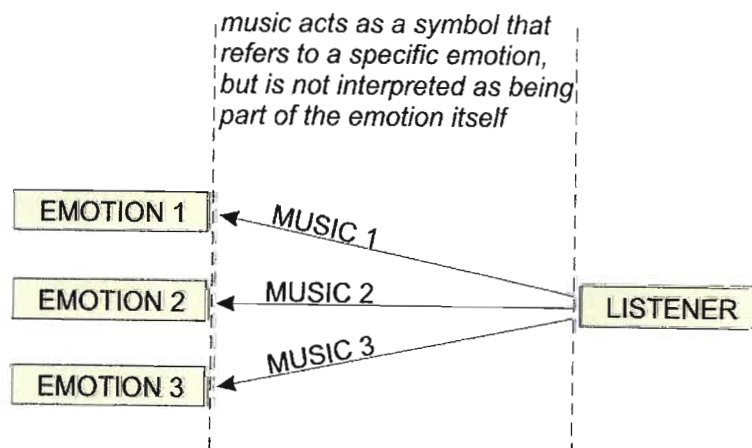 music acts as a symbol that
refers to a specific emotion,
but is not interpreted as being
part of the emotion itself
EMOTION 1
MUSIC 1
EMOTION 2
MUSIC 2
LISTENER
MUSIC 3
EMOTION 3